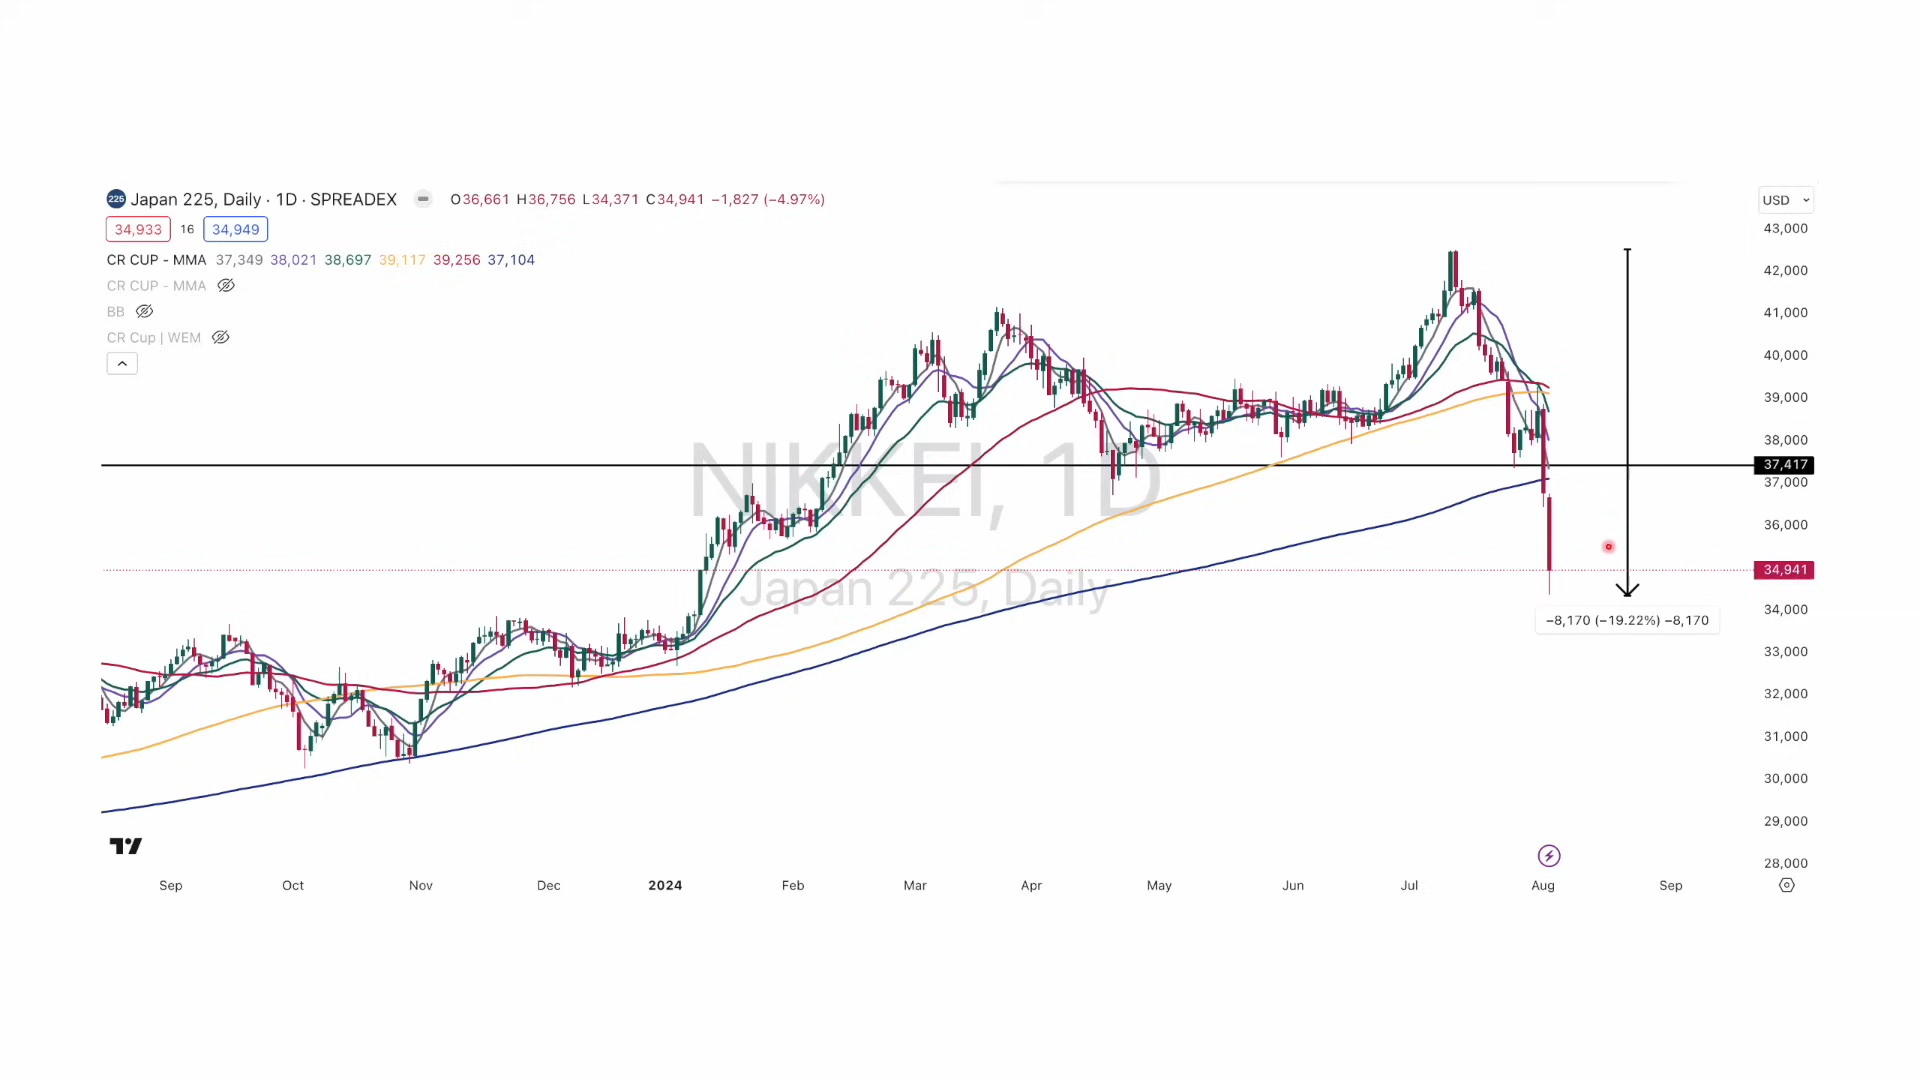 225 Japan 225, Daily · 1D · SPREADEX O36,661 H36,756 L34,371 C34,941 −1,827 (−4.97%)
USD
34,933 16 34,949
CR CUP - MMA 37,349 38,021 38,697 39,117 39,256 37,104
CR CUP - MMA
BB
CR Cup | WEM
NIKKEI, 1D
Japan 225, Daily
43,000
42,000
41,000
40,000
39,000
38,000
37,417
37,000
36,000
34,941
34,000
33,000
32,000
31,000
30,000
29,000
28,000
−8,170 (−19.22%) −8,170
Sep Oct Nov Dec 2024 Feb Mar Apr May Jun Jul Aug Sep